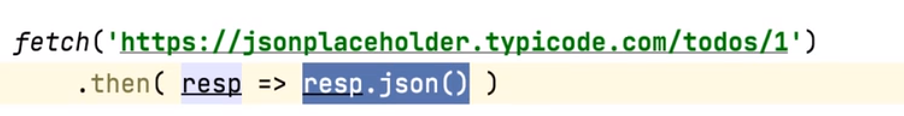 fetch('https://jsonplaceholder.typicode.com/todos/1')
.then( resp => resp.json() )